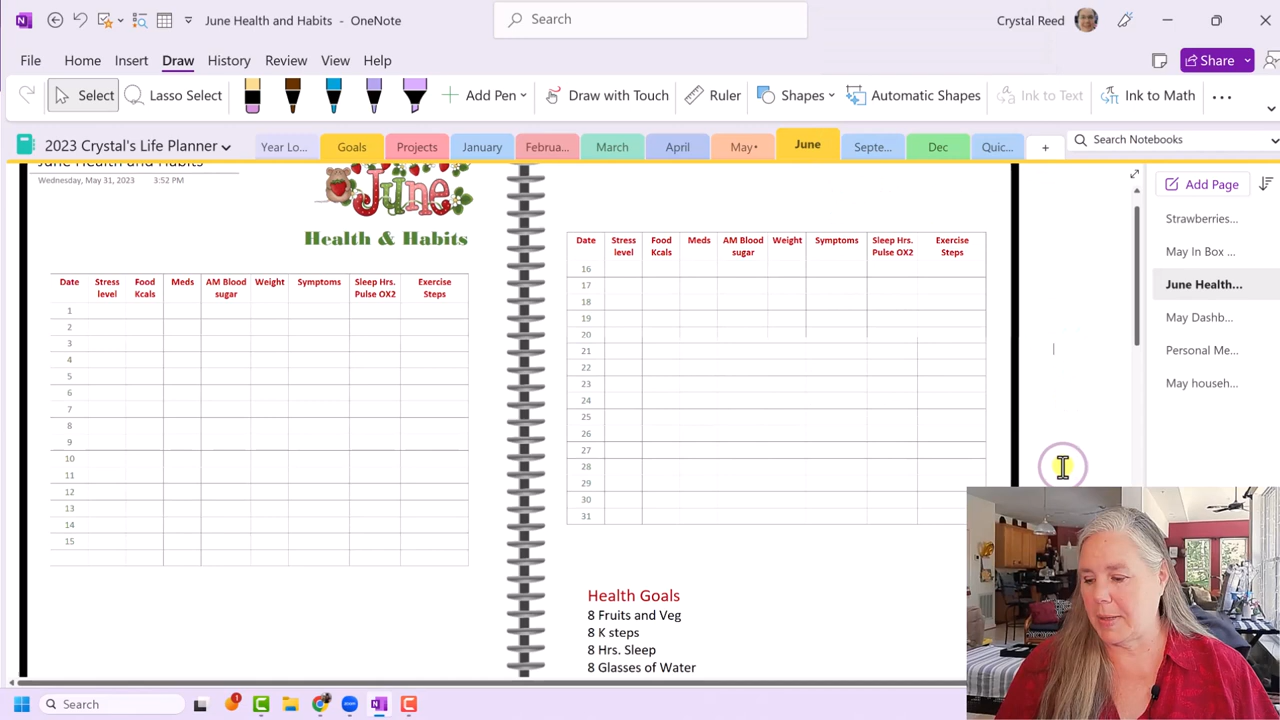 June Health and Habits - OneNote
Search
Crystal Reed
File Home Insert Draw History Review View Help
Share
Select
Lasso Select
Add Pen
Draw with Touch
Ruler
Shapes
Automatic Shapes
Ink to Text
Ink to Math
2023 Crystal's Life Planner
Year Lo...
Goals
Projects
January
Februa...
March
April
May
June
Septe...
Dec
Quic...
Search Notebooks
June Health and Habits
Wednesday, May 31, 2023 3:52 PM
June
Health & Habits
Date Stress level Food Kcals Meds AM Blood sugar Weight Symptoms Sleep Hrs. Pulse OX2 Exercise Steps
1
2
3
4
5
6
7
8
9
10
11
12
13
14
15
Date Stress level Food Kcals Meds AM Blood sugar Weight Symptoms Sleep Hrs. Pulse OX2 Exercise Steps
16
17
18
19
20
21
22
23
24
25
26
27
28
29
30
31
Health Goals
8 Fruits and Veg
8 K steps
8 Hrs. Sleep
8 Glasses of Water
Add Page
Strawberries...
May In Box ...
June Health...
May Dashb...
Personal Me...
May househ...
Search